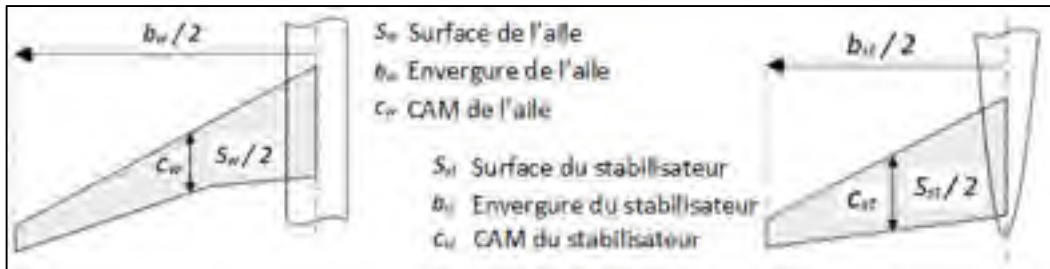 b_w/2
S_w Surface de l'aile
b_w Envergure de l'aile
c_w CAM de l'aile
c_w
S_w/2
S_st Surface du stabilisateur
b_st Envergure du stabilisateur
c_st CAM du stabilisateur
b_st/2
c_st
S_st/2